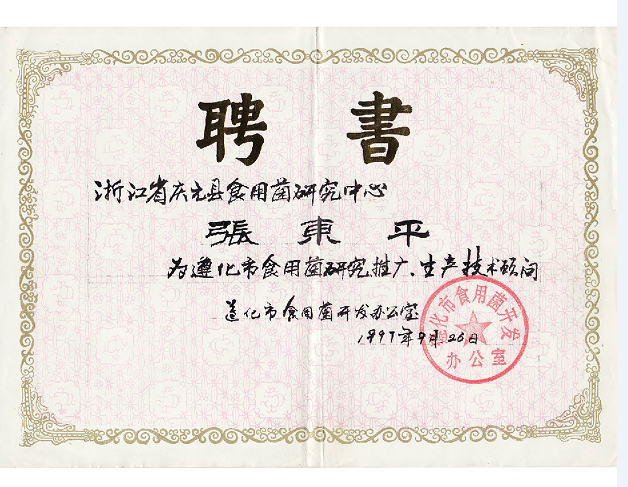 聘書
浙江省庆元县食用菌研究中心
張東平
为遵化市食用菌研究推广、生产技术顾问
遵化市食用菌开发办公室
1997年9月26日
遵化市食用菌开发
办公室